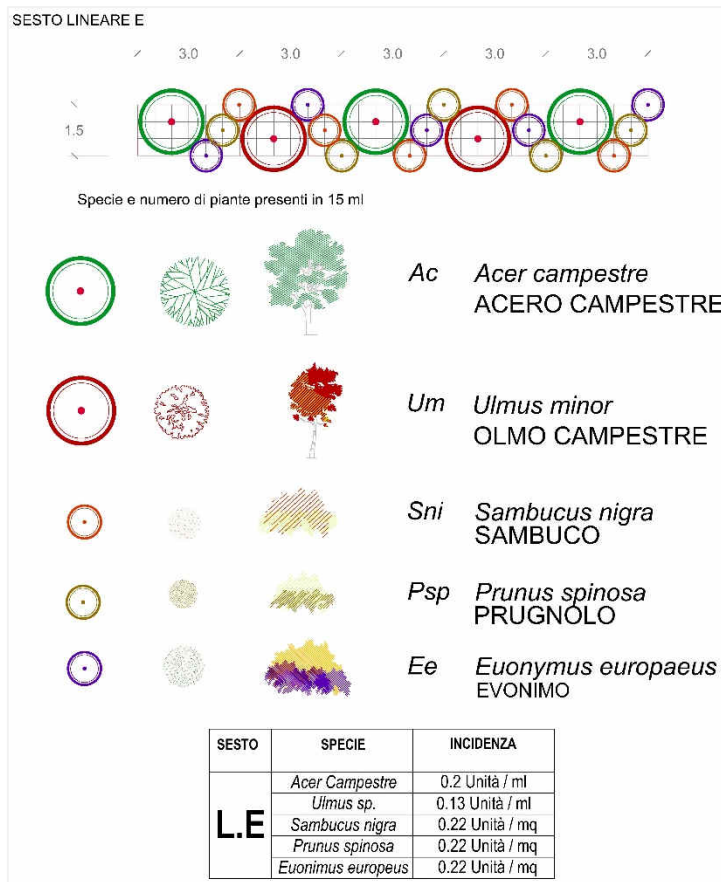 SESTO LINEARE E
3.0 3.0 3.0 3.0 3.0
1.5
Specie e numero di piante presenti in 15 ml
Ac Acer campestre
ACERO CAMPESTRE
Um Ulmus minor
OLMO CAMPESTRE
Sni Sambucus nigra
SAMBUCO
Psp Prunus spinosa
PRUGNOLO
Ee Euonymus europaeus
EVONIMO
SESTO SPECIE INCIDENZA
L.E
Acer Campestre 0.2 Unità / ml
Ulmus sp. 0.13 Unità / ml
Sambucus nigra 0.22 Unità / mq
Prunus spinosa 0.22 Unità / mq
Euonimus europeus 0.22 Unità / mq